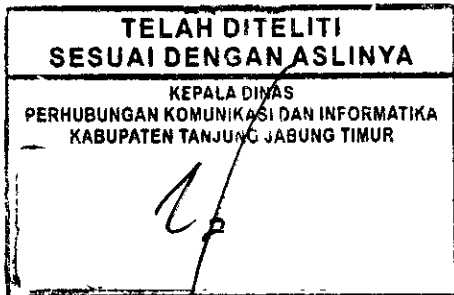 TELAH DITELITI
SESUAI DENGAN ASLINYA
KEPALA DINAS
PERHUBUNGAN KOMUNIKASI DAN INFORMATIKA
KABUPATEN TANJUNG JABUNG TIMUR